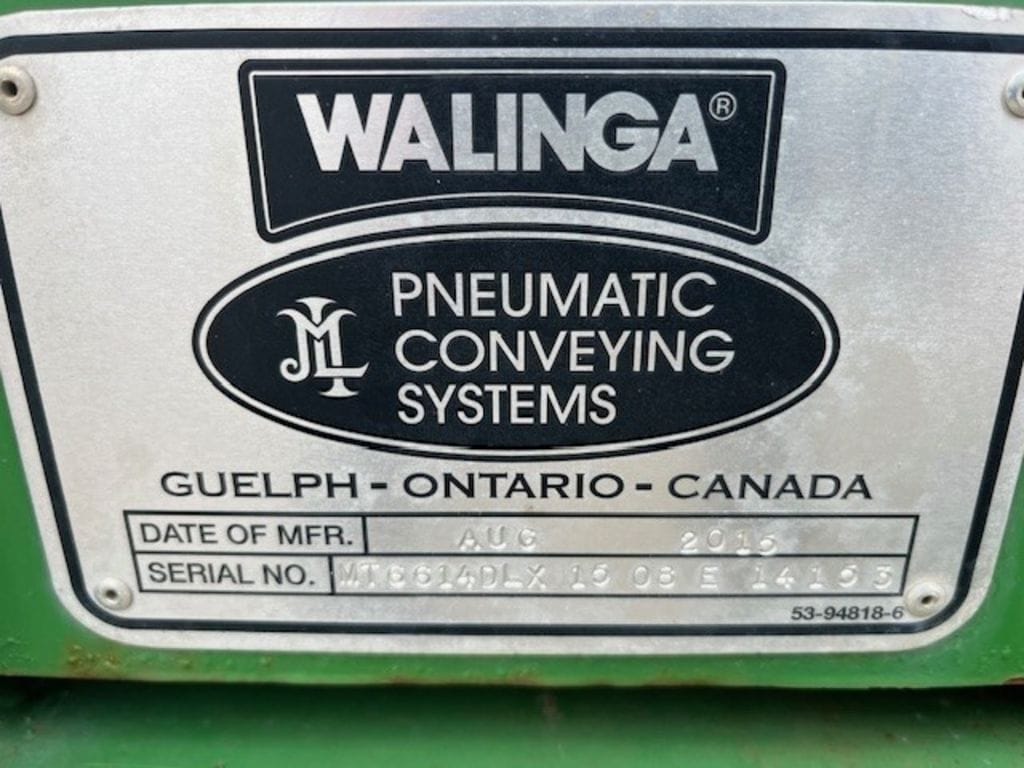 WALINGA®
PNEUMATIC
CONVEYING
SYSTEMS
GUELPH - ONTARIO - CANADA
DATE OF MFR. AUG 2015
SERIAL NO. MT6614DLX 15 08 E 14153
53-94818-6